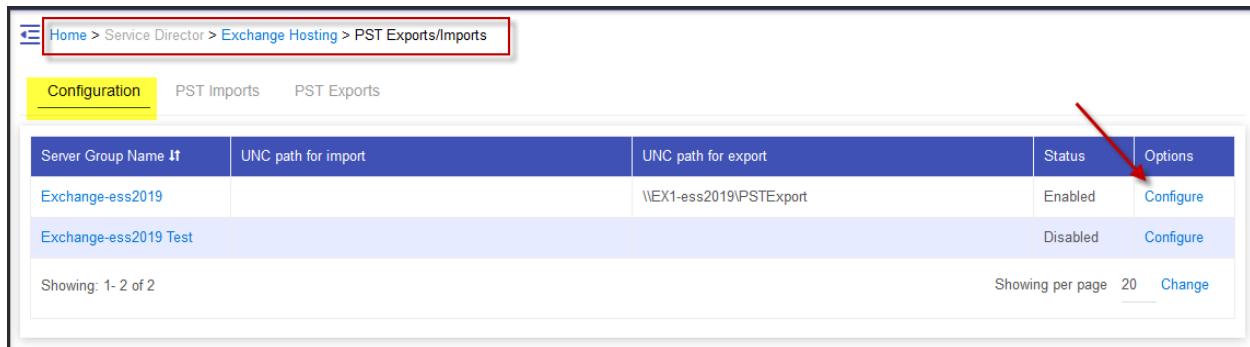 Home > Service Director > Exchange Hosting > PST Exports/Imports
Configuration PST Imports PST Exports
Server Group Name UNC path for import UNC path for export Status Options
Exchange-ess2019 \\EX1-ess2019\PSTExport Enabled Configure
Exchange-ess2019 Test Disabled Configure
Showing: 1- 2 of 2 Showing per page 20 Change